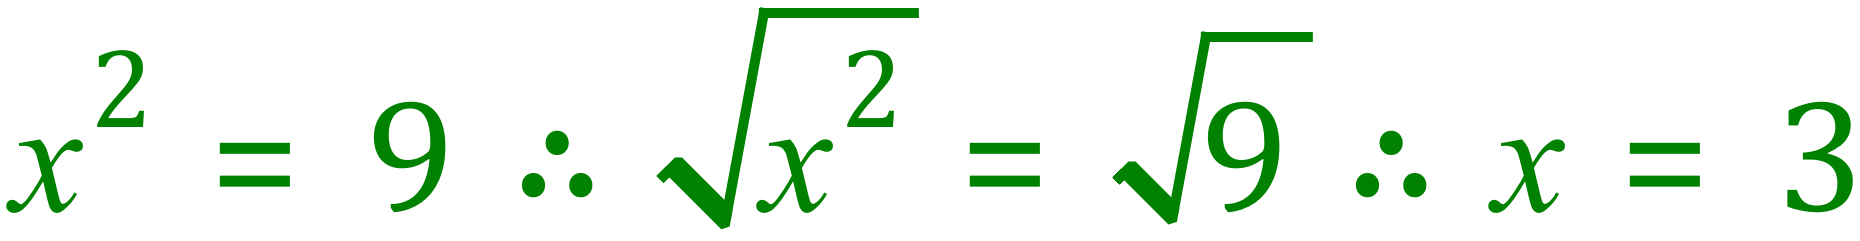 x² = 9 ∴ √x² = √9 ∴ x = 3